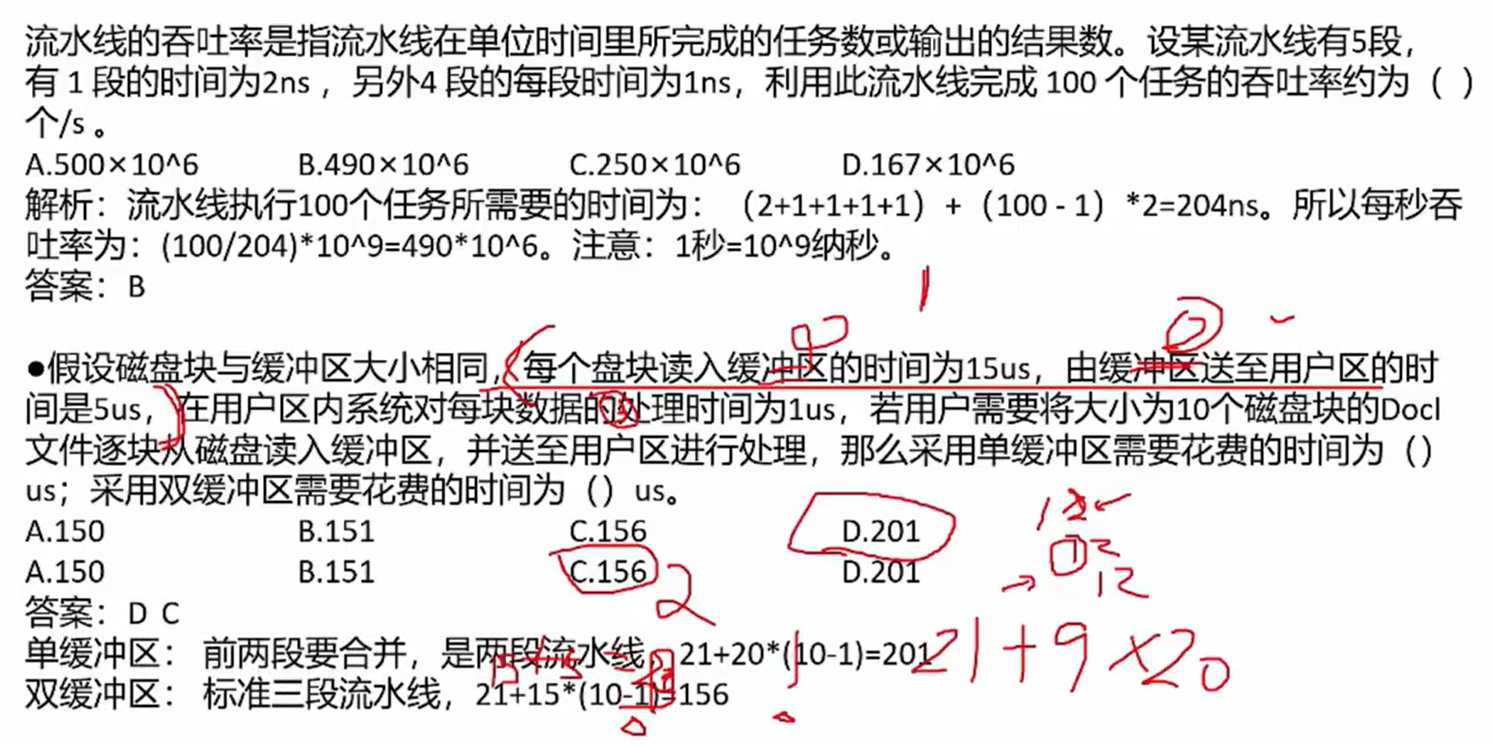 流水线的吞吐率是指流水线在单位时间里所完成的任务数或输出的结果数。设某流水线有5段，
有 1 段的时间为2ns ，另外4 段的每段时间为1ns，利用此流水线完成 100 个任务的吞吐率约为（ ）
个/s 。
A.500×10^6 B.490×10^6 C.250×10^6 D.167×10^6
解析：流水线执行100个任务所需要的时间为：（2+1+1+1+1）+（100 - 1）*2=204ns。所以每秒吞
吐率为：(100/204)*10^9=490*10^6。注意：1秒=10^9纳秒。
答案：B
1
●假设磁盘块与缓冲区大小相同，每个盘块读入缓冲区的时间为15us，由缓冲区送至用户区的时
间是5us，在用户区内系统对每块数据的处理时间为1us，若用户需要将大小为10个磁盘块的Docl
文件逐块从磁盘读入缓冲区，并送至用户区进行处理，那么采用单缓冲区需要花费的时间为（）
us；采用双缓冲区需要花费的时间为（）us。
A.150 B.151 C.156 D.201
A.150 B.151 C.156 D.201
2
12
答案：D C
单缓冲区： 前两段要合并，是两段流水线，21+20*(10-1)=201
21+9×20
双缓冲区： 标准三段流水线，21+15*(10-1)=156